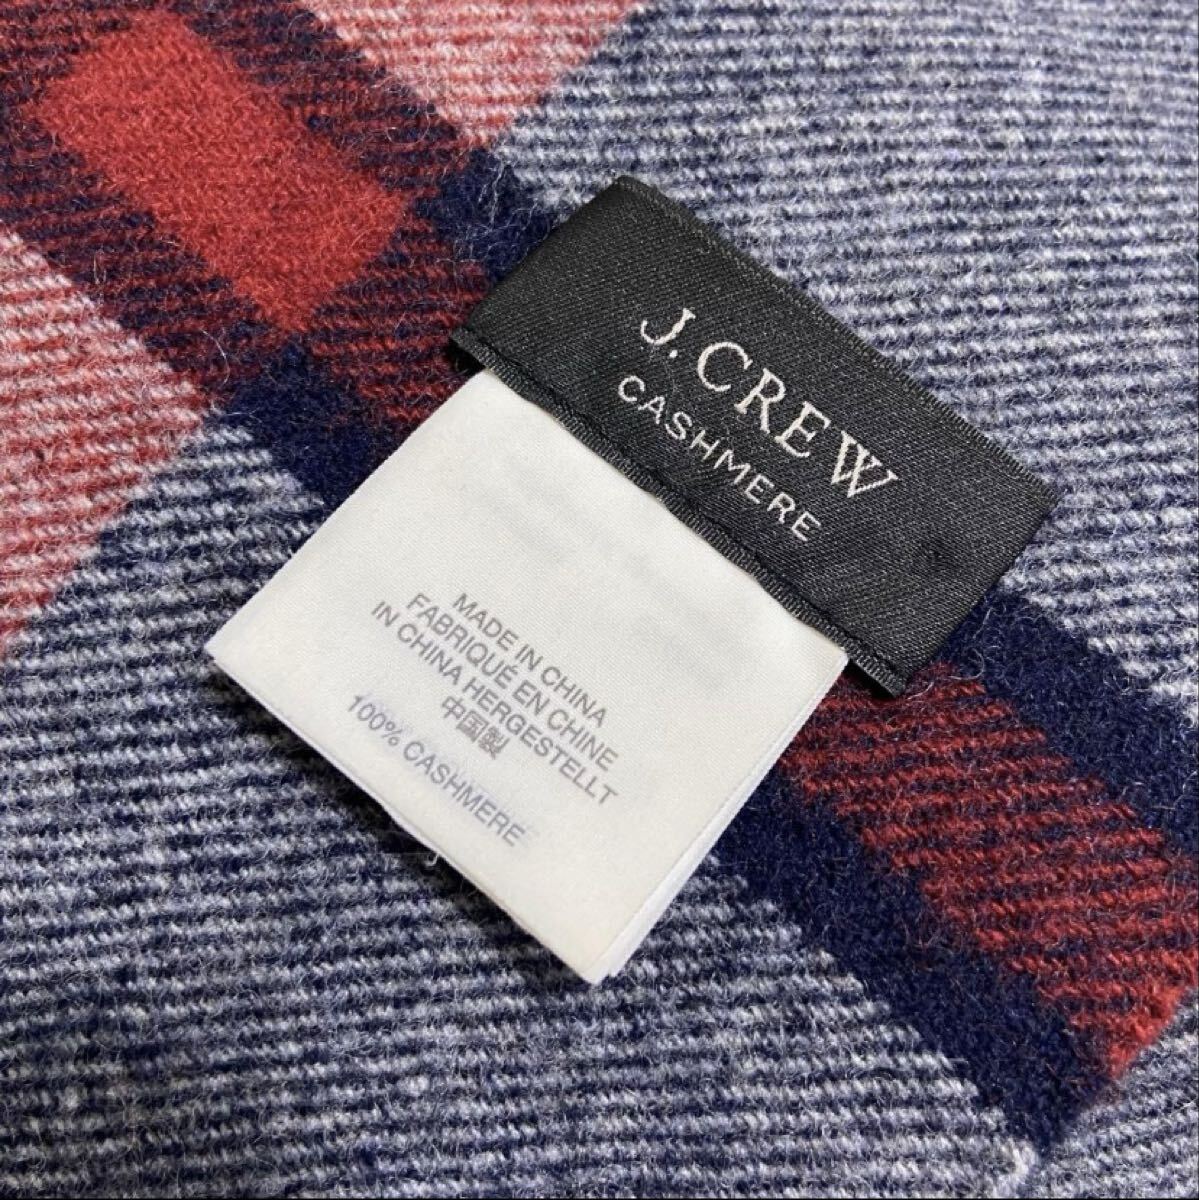 J.CREW
CASHMERE
MADE IN CHINA
FABRIQUÉ EN CHINE
IN CHINA HERGESTELLT
中国製
100% CASHMERE